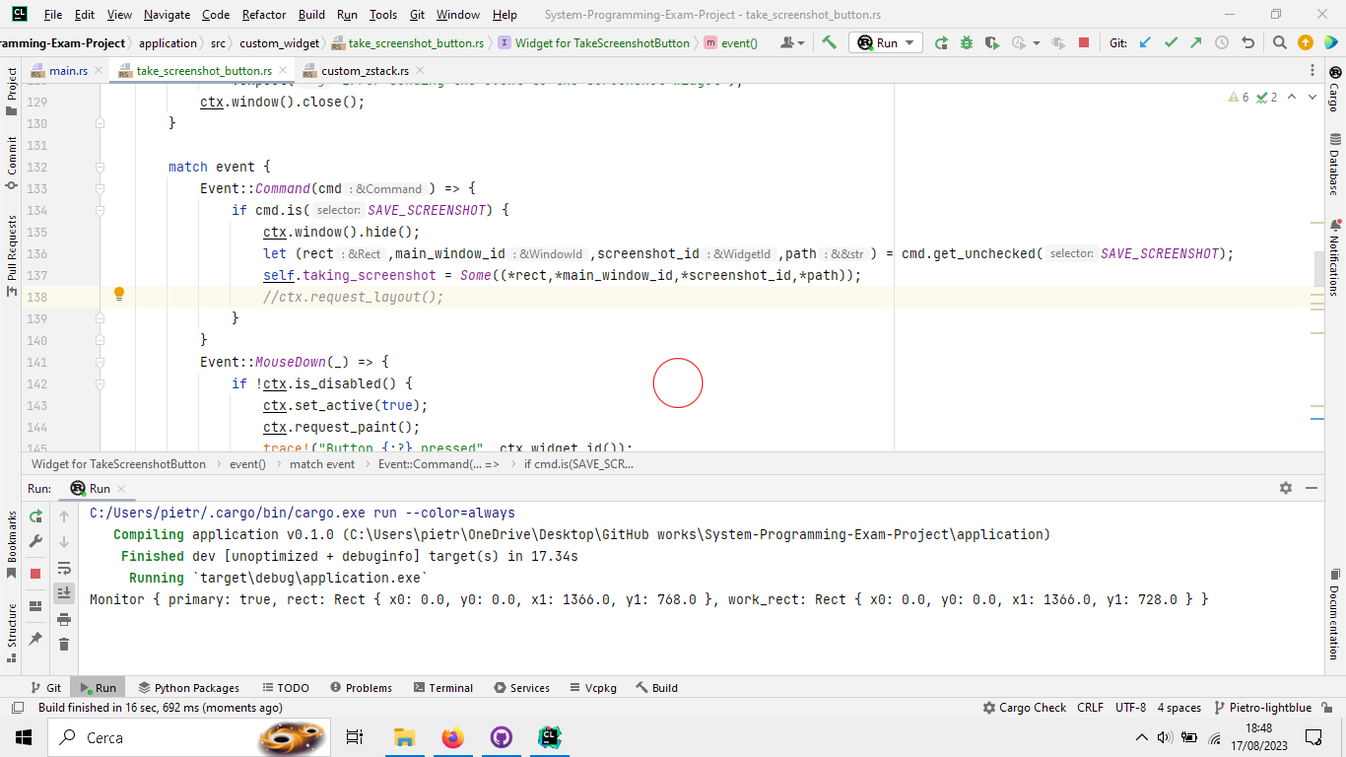 CL File Edit View Navigate Code Refactor Build Run Tools Git Window Help System-Programming-Exam-Project - take_screenshot_button.rs
ramming-Exam-Project application src custom_widget take_screenshot_button.rs I Widget for TakeScreenshotButton m event() Run Git:
main.rs take_screenshot_button.rs custom_zstack.rs
6 2
129 ctx.window().close();
130 }
131
132 match event {
133 Event::Command(cmd : &Command ) => {
134 if cmd.is( selector: SAVE_SCREENSHOT) {
135 ctx.window().hide();
136 let (rect : &Rect ,main_window_id : &WindowId ,screenshot_id : &WidgetId ,path : &&str ) = cmd.get_unchecked( selector: SAVE_SCREENSHOT);
137 self.taking_screenshot = Some((*rect,*main_window_id,*screenshot_id,*path));
138 //ctx.request_layout();
139 }
140 }
141 Event::MouseDown(_) => {
142 if !ctx.is_disabled() {
143 ctx.set_active(true);
144 ctx.request_paint();
145 trace!("Button {:?} pressed", ctx.widget_id());
Widget for TakeScreenshotButton event() match event Event::Command(... => if cmd.is(SAVE_SCR...
Project
Commit
Pull Requests
Bookmarks
Structure
Cargo
Database
Notifications
Documentation
Run: Run
C:/Users/pietr/.cargo/bin/cargo.exe run --color=always
Compiling application v0.1.0 (C:\Users\pietr\OneDrive\Desktop\GitHub works\System-Programming-Exam-Project\application)
Finished dev [unoptimized + debuginfo] target(s) in 17.34s
Running `target\debug\application.exe`
Monitor { primary: true, rect: Rect { x0: 0.0, y0: 0.0, x1: 1366.0, y1: 768.0 }, work_rect: Rect { x0: 0.0, y0: 0.0, x1: 1366.0, y1: 728.0 } }
Git Run Python Packages TODO Problems Terminal Services Vcpkg Build
Build finished in 16 sec, 692 ms (moments ago) Cargo Check CRLF UTF-8 4 spaces Pietro-lightblue
Cerca CL 18:48
17/08/2023